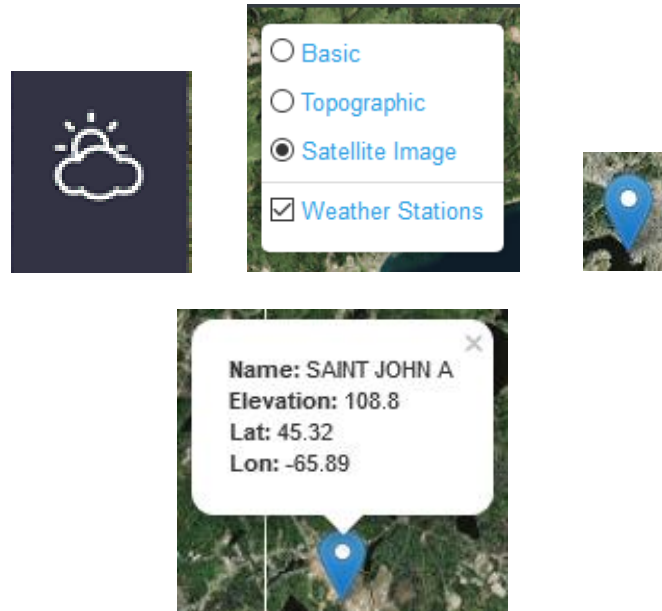 Basic
Topographic
Satellite Image
Weather Stations
Name: SAINT JOHN A
Elevation: 108.8
Lat: 45.32
Lon: -65.89